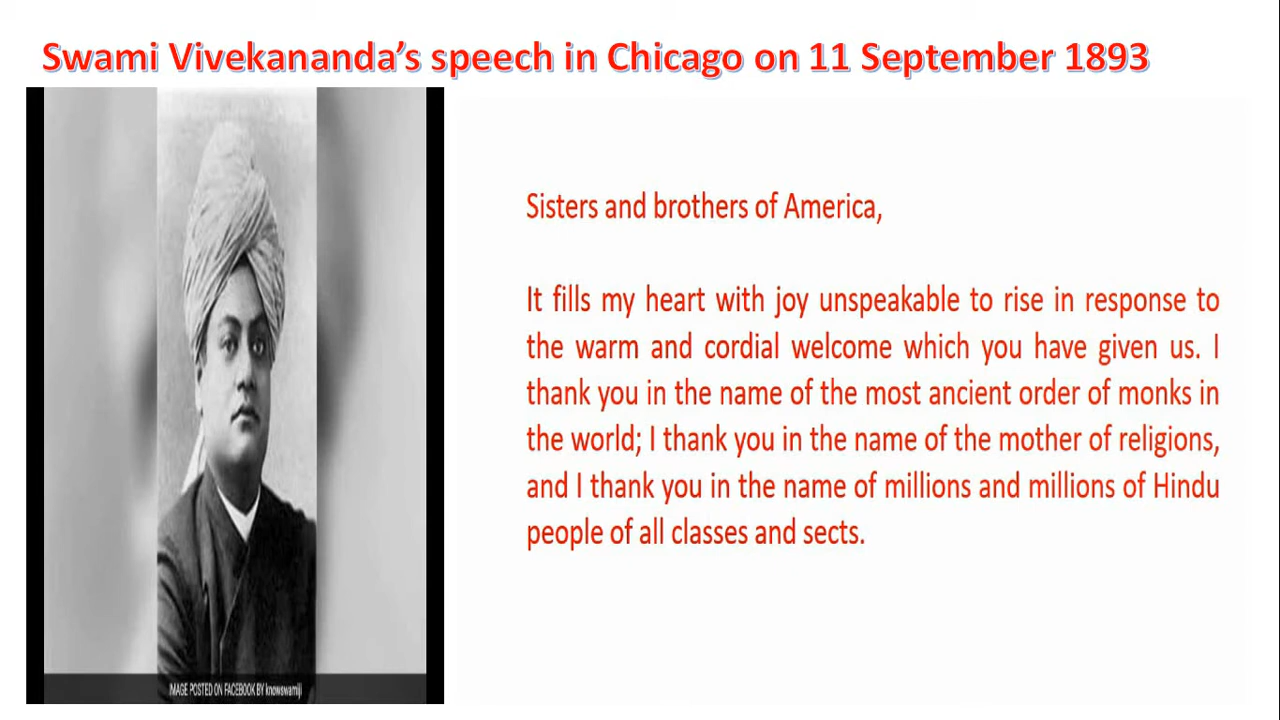 Swami Vivekananda's speech in Chicago on 11 September 1893
Sisters and brothers of America,
It fills my heart with joy unspeakable to rise in response to
the warm and cordial welcome which you have given us. I
thank you in the name of the most ancient order of monks in
the world; I thank you in the name of the mother of religions,
and I thank you in the name of millions and millions of Hindu
people of all classes and sects.
IMAGE POSTED ON FACEBOOK BY knowswamiji